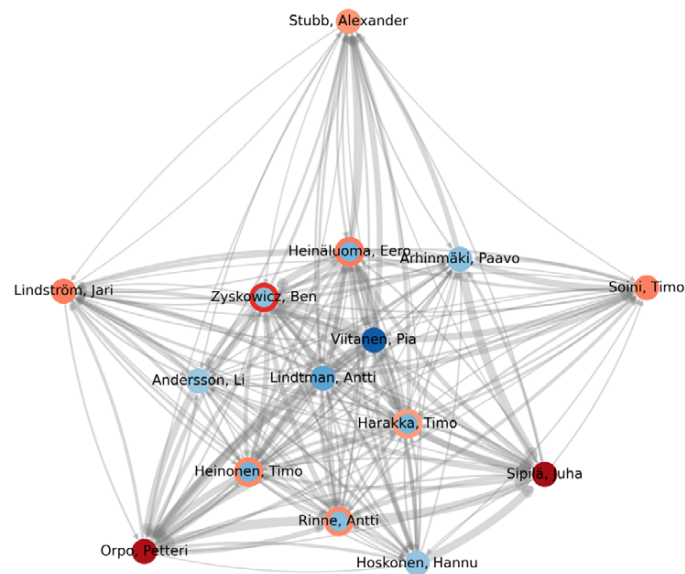 Stubb, Alexander
Heinäluoma, Eero
Arhinmäki, Paavo
Lindström, Jari
Zyskowicz, Ben
Soini, Timo
Viitanen, Pia
Andersson, Li
Lindtman, Antti
Harakka, Timo
Heinonen, Timo
Sipilä, Juha
Rinne, Antti
Orpo, Petteri
Hoskonen, Hannu